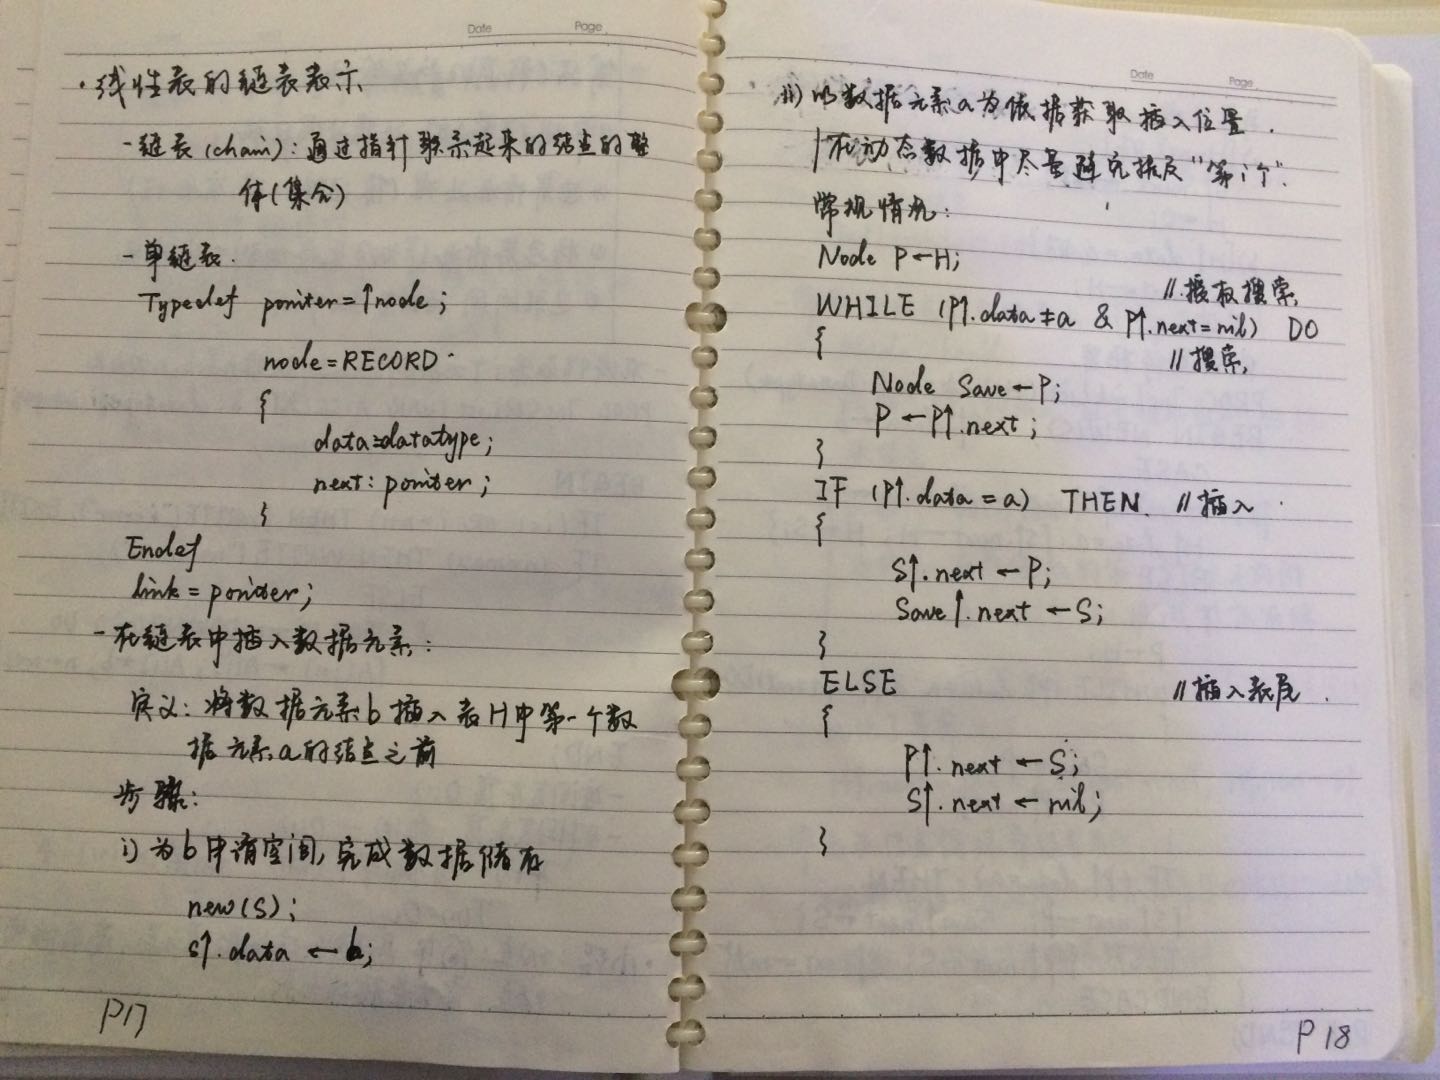 Date Page
·线性表的链表表示
-链表(chain):通过指针联系起来的结点的整
体(集合)
-单链表.
Typedef poniter=↑node;
node=RECORD
{
data=datatype;
next: poniter;
}
Endef
link=poniter;
-在链表中插入数据元素:
定义:将数据元素b插入表H中第一个数
据元素a的结点之前
步骤:
i)为b申请空间,完成数据储存
new(S);
S↑.data ←b;
P17
Date Page
ii)以数据元素a为依据获取插入位置.
在动态数据中尽量避免提及"第i个".
常规情况:
Node P←H;
//授权搜索
WHILE (P↑.data≠a & P↑.next=nil) DO
{
//搜索
Node Save←P;
P←P↑.next;
}
IF (P↑.data=a) THEN //插入
{
S↑.next←P;
Save↑.next←S;
}
ELSE //插入表尾.
{
P↑.next←S;
S↑.next←nil;
}
P18